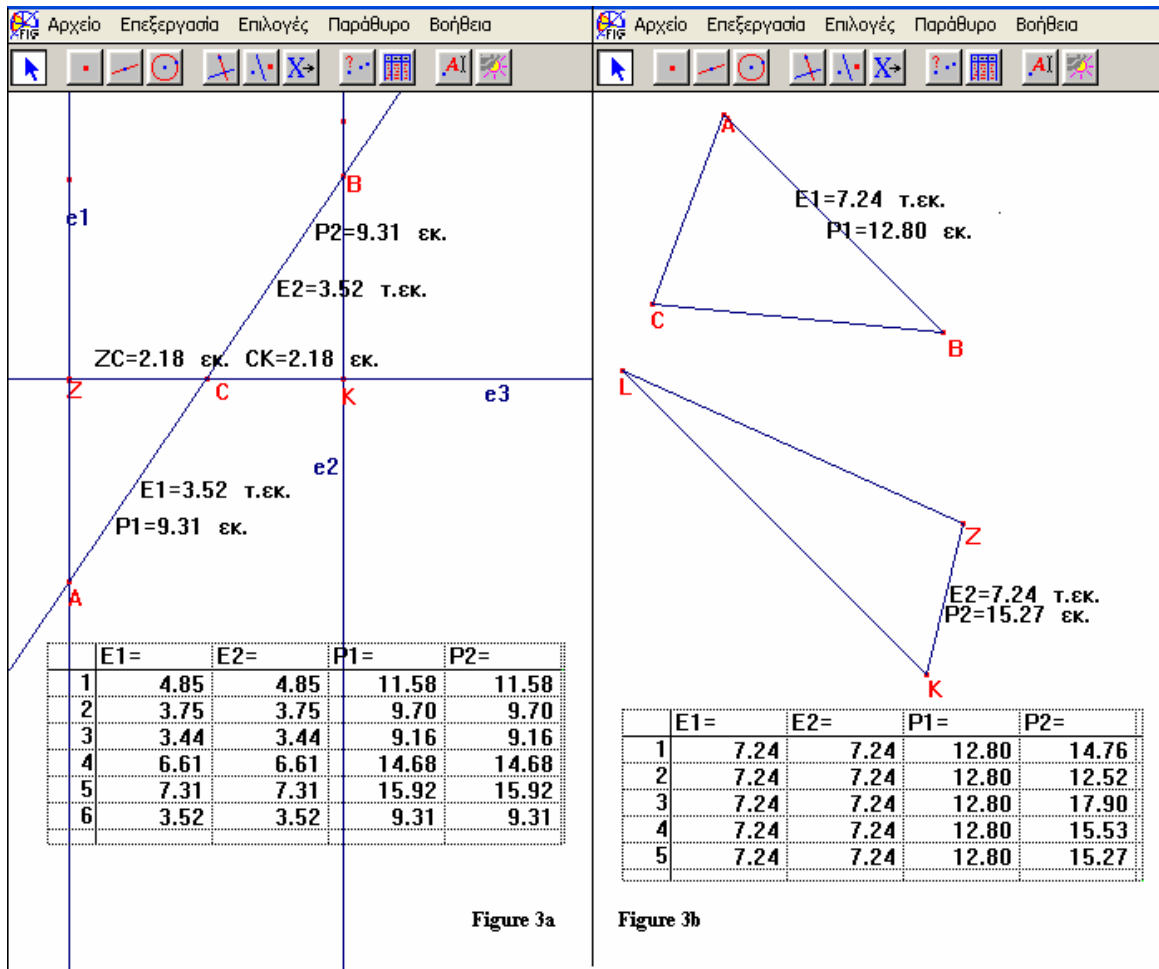 Αρχείο Επεξεργασία Επιλογές Παράθυρο Βοήθεια
A
e1
B
P2=9.31 εκ.
E2=3.52 τ.εκ.
ZC=2.18 εκ. CK=2.18 εκ.
Z C K e3
e2
E1=3.52 τ.εκ.
P1=9.31 εκ.
A
E1= E2= P1= P2=
1 4.85 4.85 11.58 11.58
2 3.75 3.75 9.70 9.70
3 3.44 3.44 9.16 9.16
4 6.61 6.61 14.68 14.68
5 7.31 7.31 15.92 15.92
6 3.52 3.52 9.31 9.31
Figure 3a
Αρχείο Επεξεργασία Επιλογές Παράθυρο Βοήθεια
A
A
E1=7.24 τ.εκ.
P1=12.80 εκ.
C
B
L
Z
E2=7.24 τ.εκ.
P2=15.27 εκ.
K
E1= E2= P1= P2=
1 7.24 7.24 12.80 14.76
2 7.24 7.24 12.80 12.52
3 7.24 7.24 12.80 17.90
4 7.24 7.24 12.80 15.53
5 7.24 7.24 12.80 15.27
Figure 3b